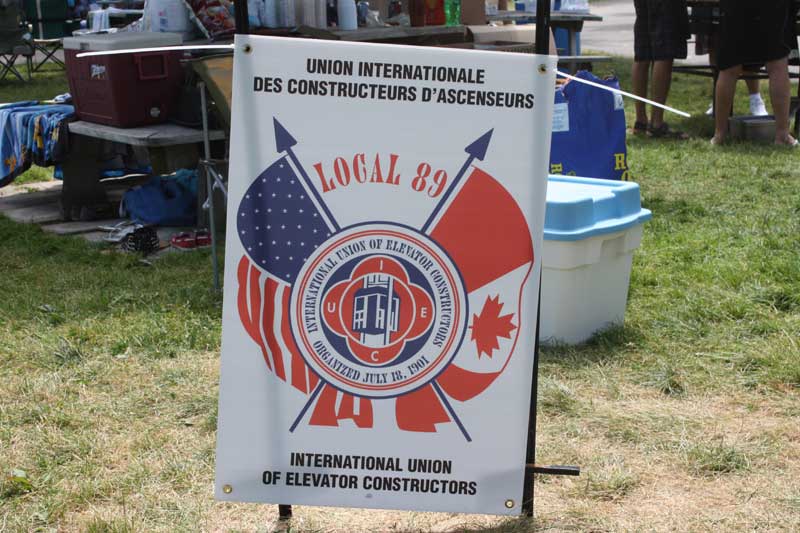 UNION INTERNATIONALE
DES CONSTRUCTEURS D'ASCENSEURS
LOCAL 89
INTERNATIONAL UNION OF ELEVATOR CONSTRUCTORS
I
U
E
C
ORGANIZED JULY 18, 1901
INTERNATIONAL UNION
OF ELEVATOR CONSTRUCTORS